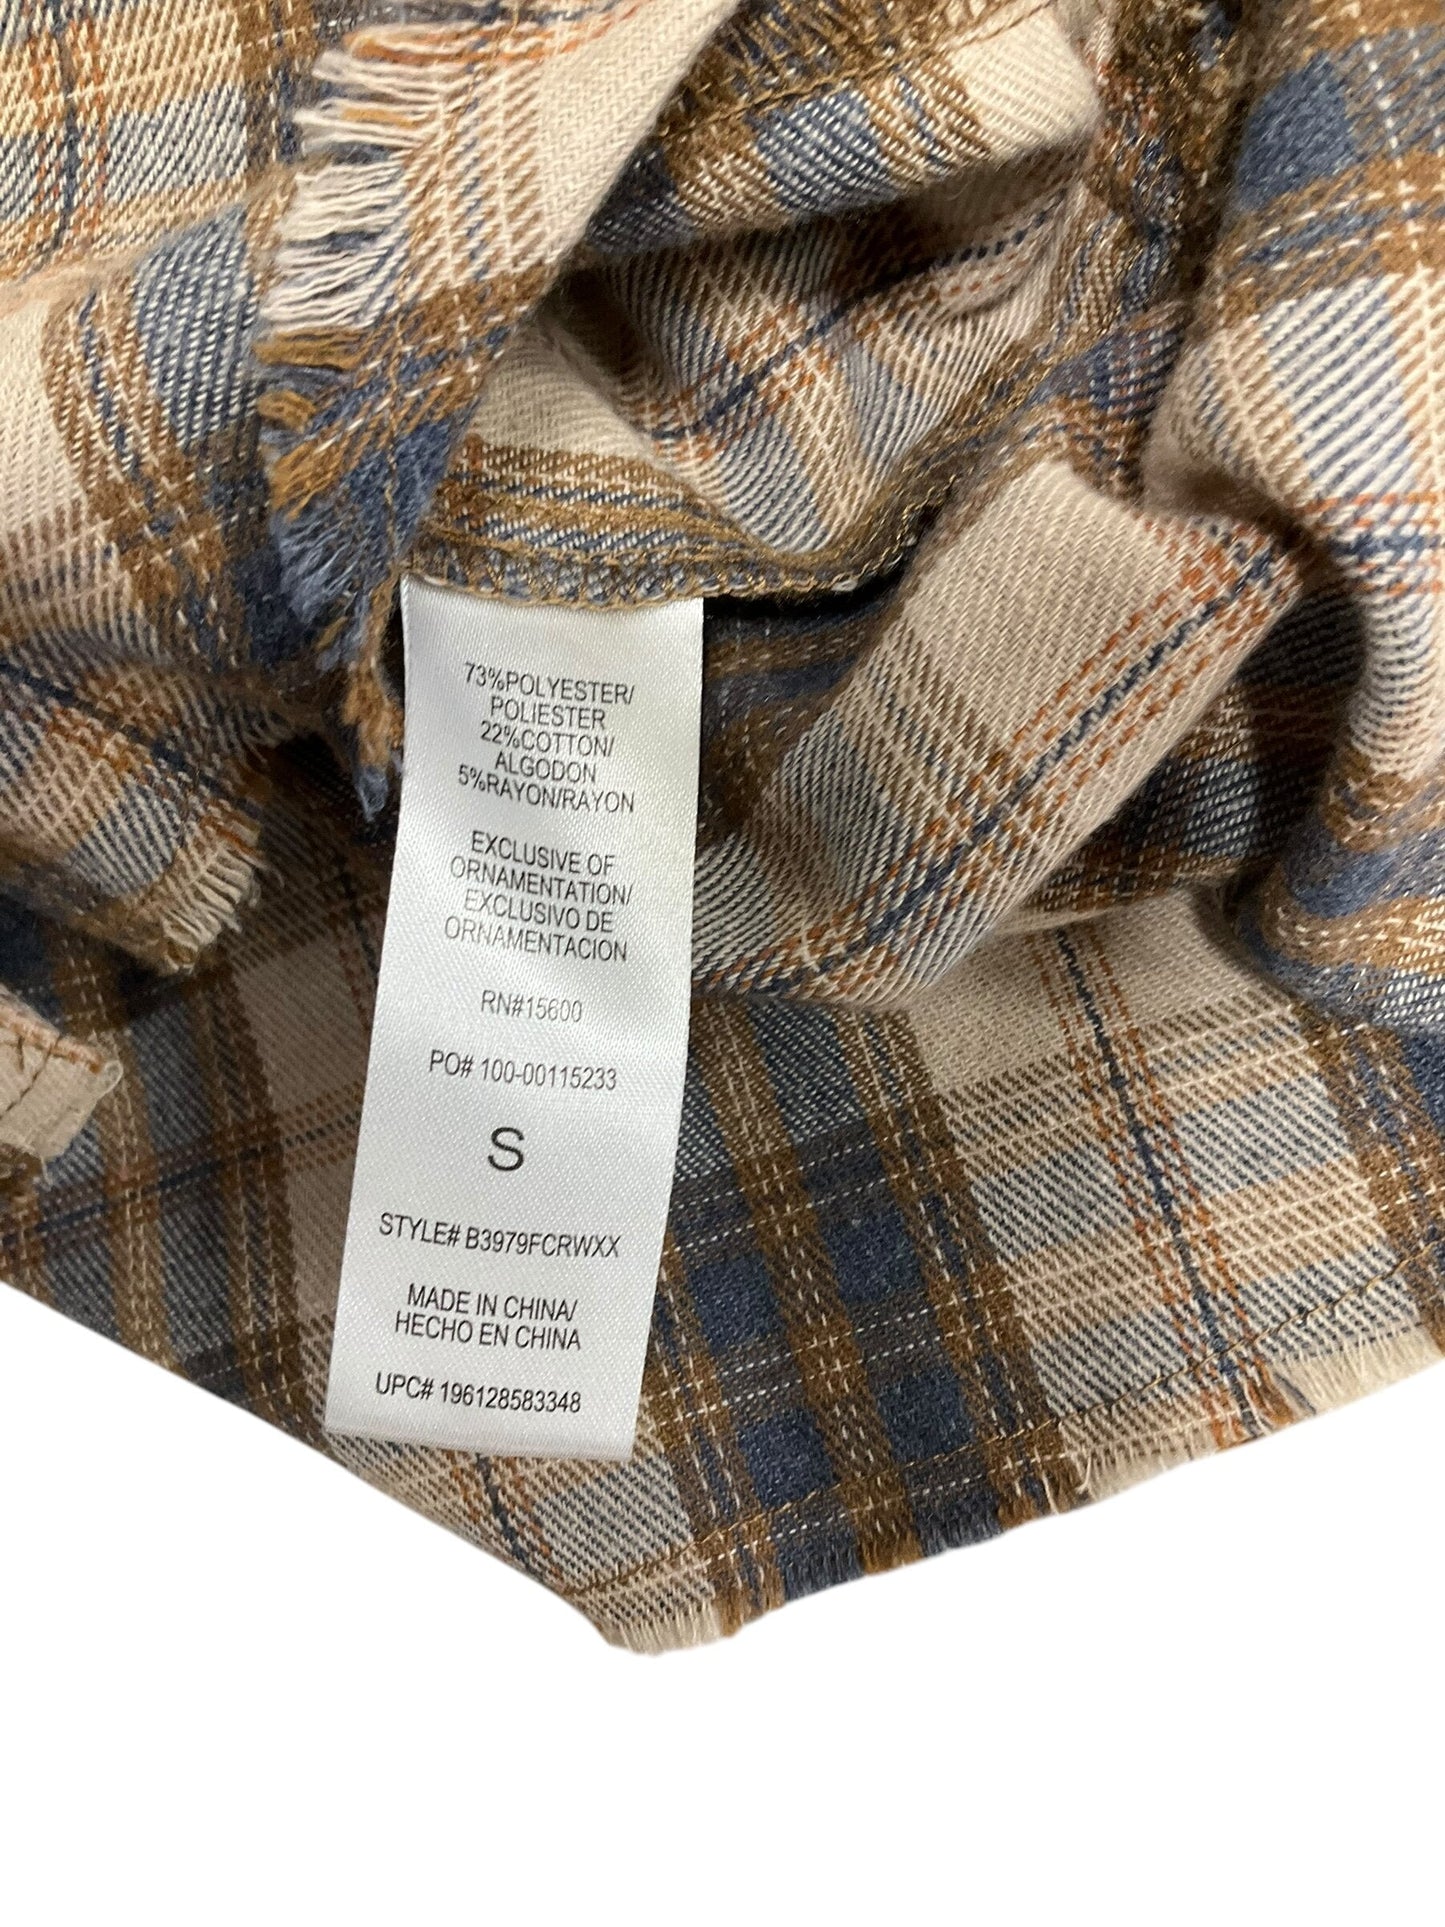 73%POLYESTER/
POLIESTER
22%COTTON/
ALGODON
5%RAYON/RAYON
EXCLUSIVE OF
ORNAMENTATION/
EXCLUSIVO DE
ORNAMENTACION
RN#15600
PO# 100-00115233
S
STYLE# B3979FCRWXX
MADE IN CHINA/
HECHO EN CHINA
UPC# 196128583348